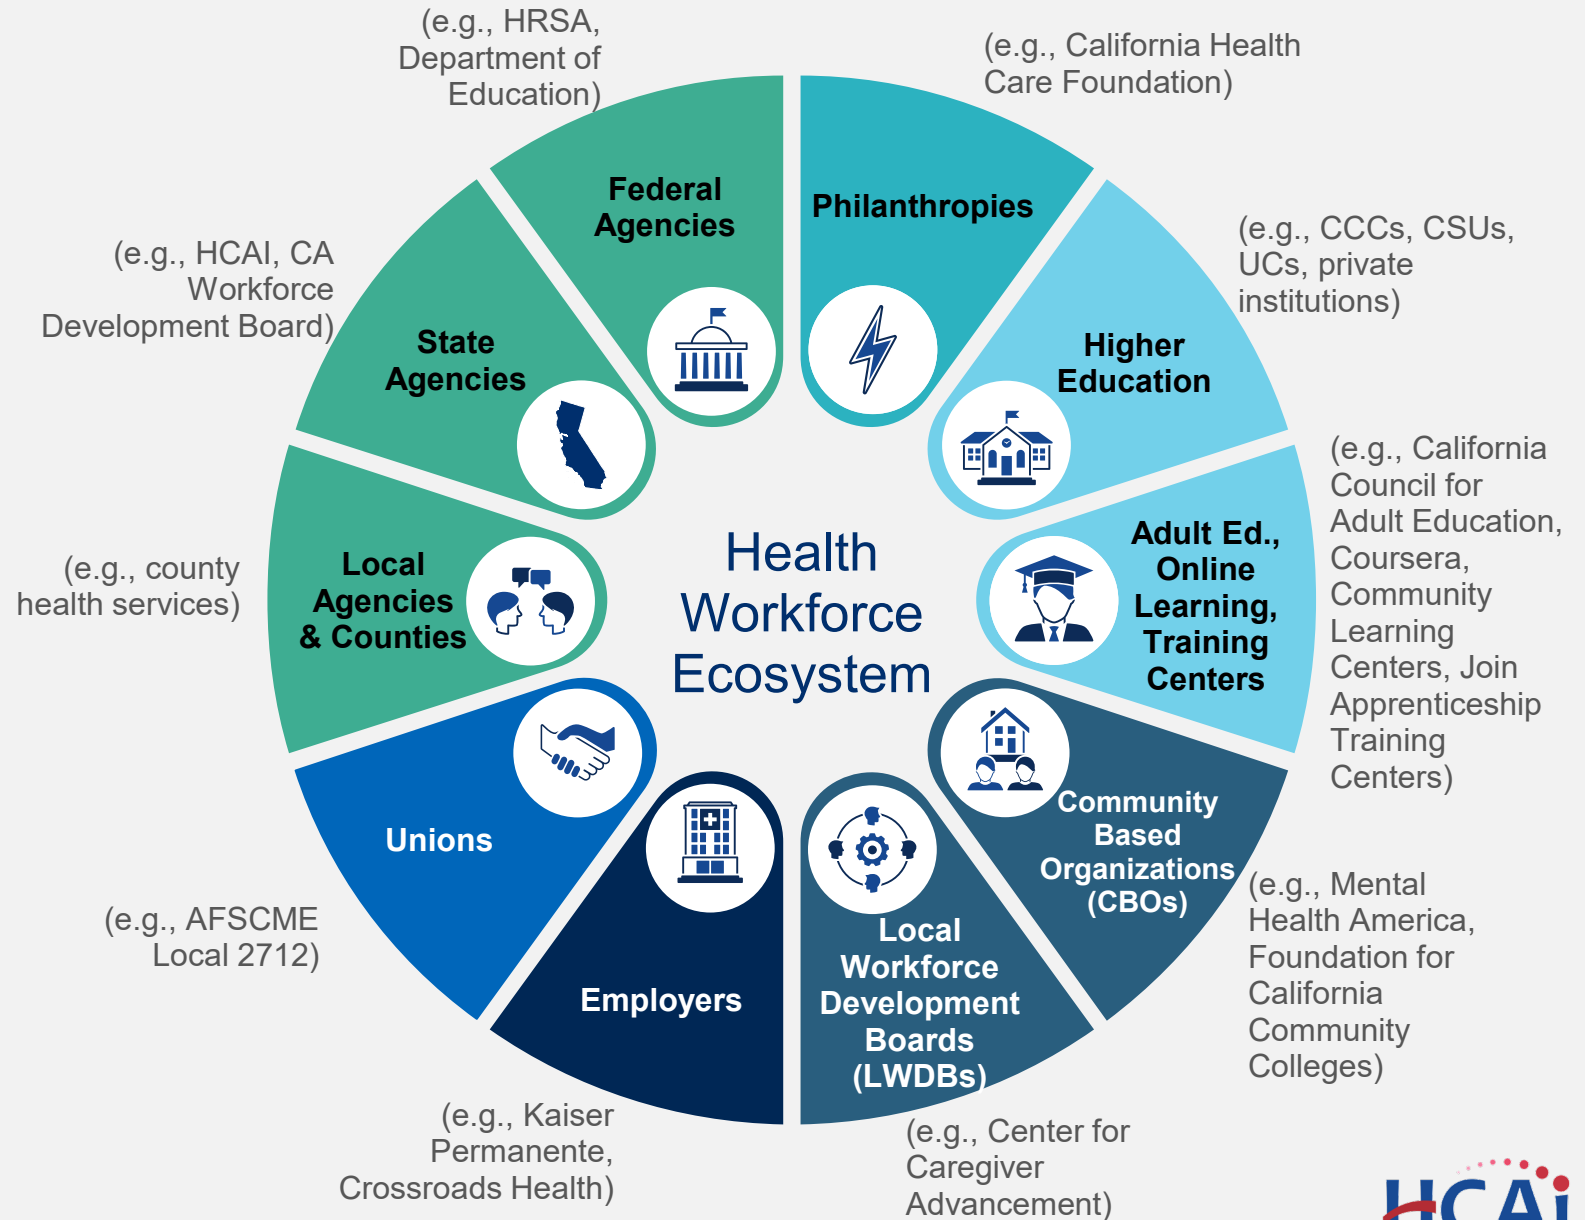 (e.g., HRSA,
Department of
Education)
(e.g., California Health
Care Foundation)
Federal
Agencies
Philanthropies
(e.g., HCAI, CA
Workforce
Development Board)
(e.g., CCCs, CSUs,
UCs, private
institutions)
State
Agencies
Higher
Education
(e.g., county
health services)
Local
Agencies
& Counties
Health
Workforce
Ecosystem
Adult Ed.,
Online
Learning,
Training
Centers
(e.g., California
Council for
Adult Education,
Coursera,
Community
Learning
Centers, Join
Apprenticeship
Training
Centers)
Unions
(e.g., AFSCME
Local 2712)
Employers
(e.g., Kaiser
Permanente,
Crossroads Health)
Local
Workforce
Development
Boards
(LWDBs)
(e.g., Center for
Caregiver
Advancement)
Community
Based
Organizations
(CBOs)
(e.g., Mental
Health America,
Foundation for
California
Community
Colleges)
HCAi